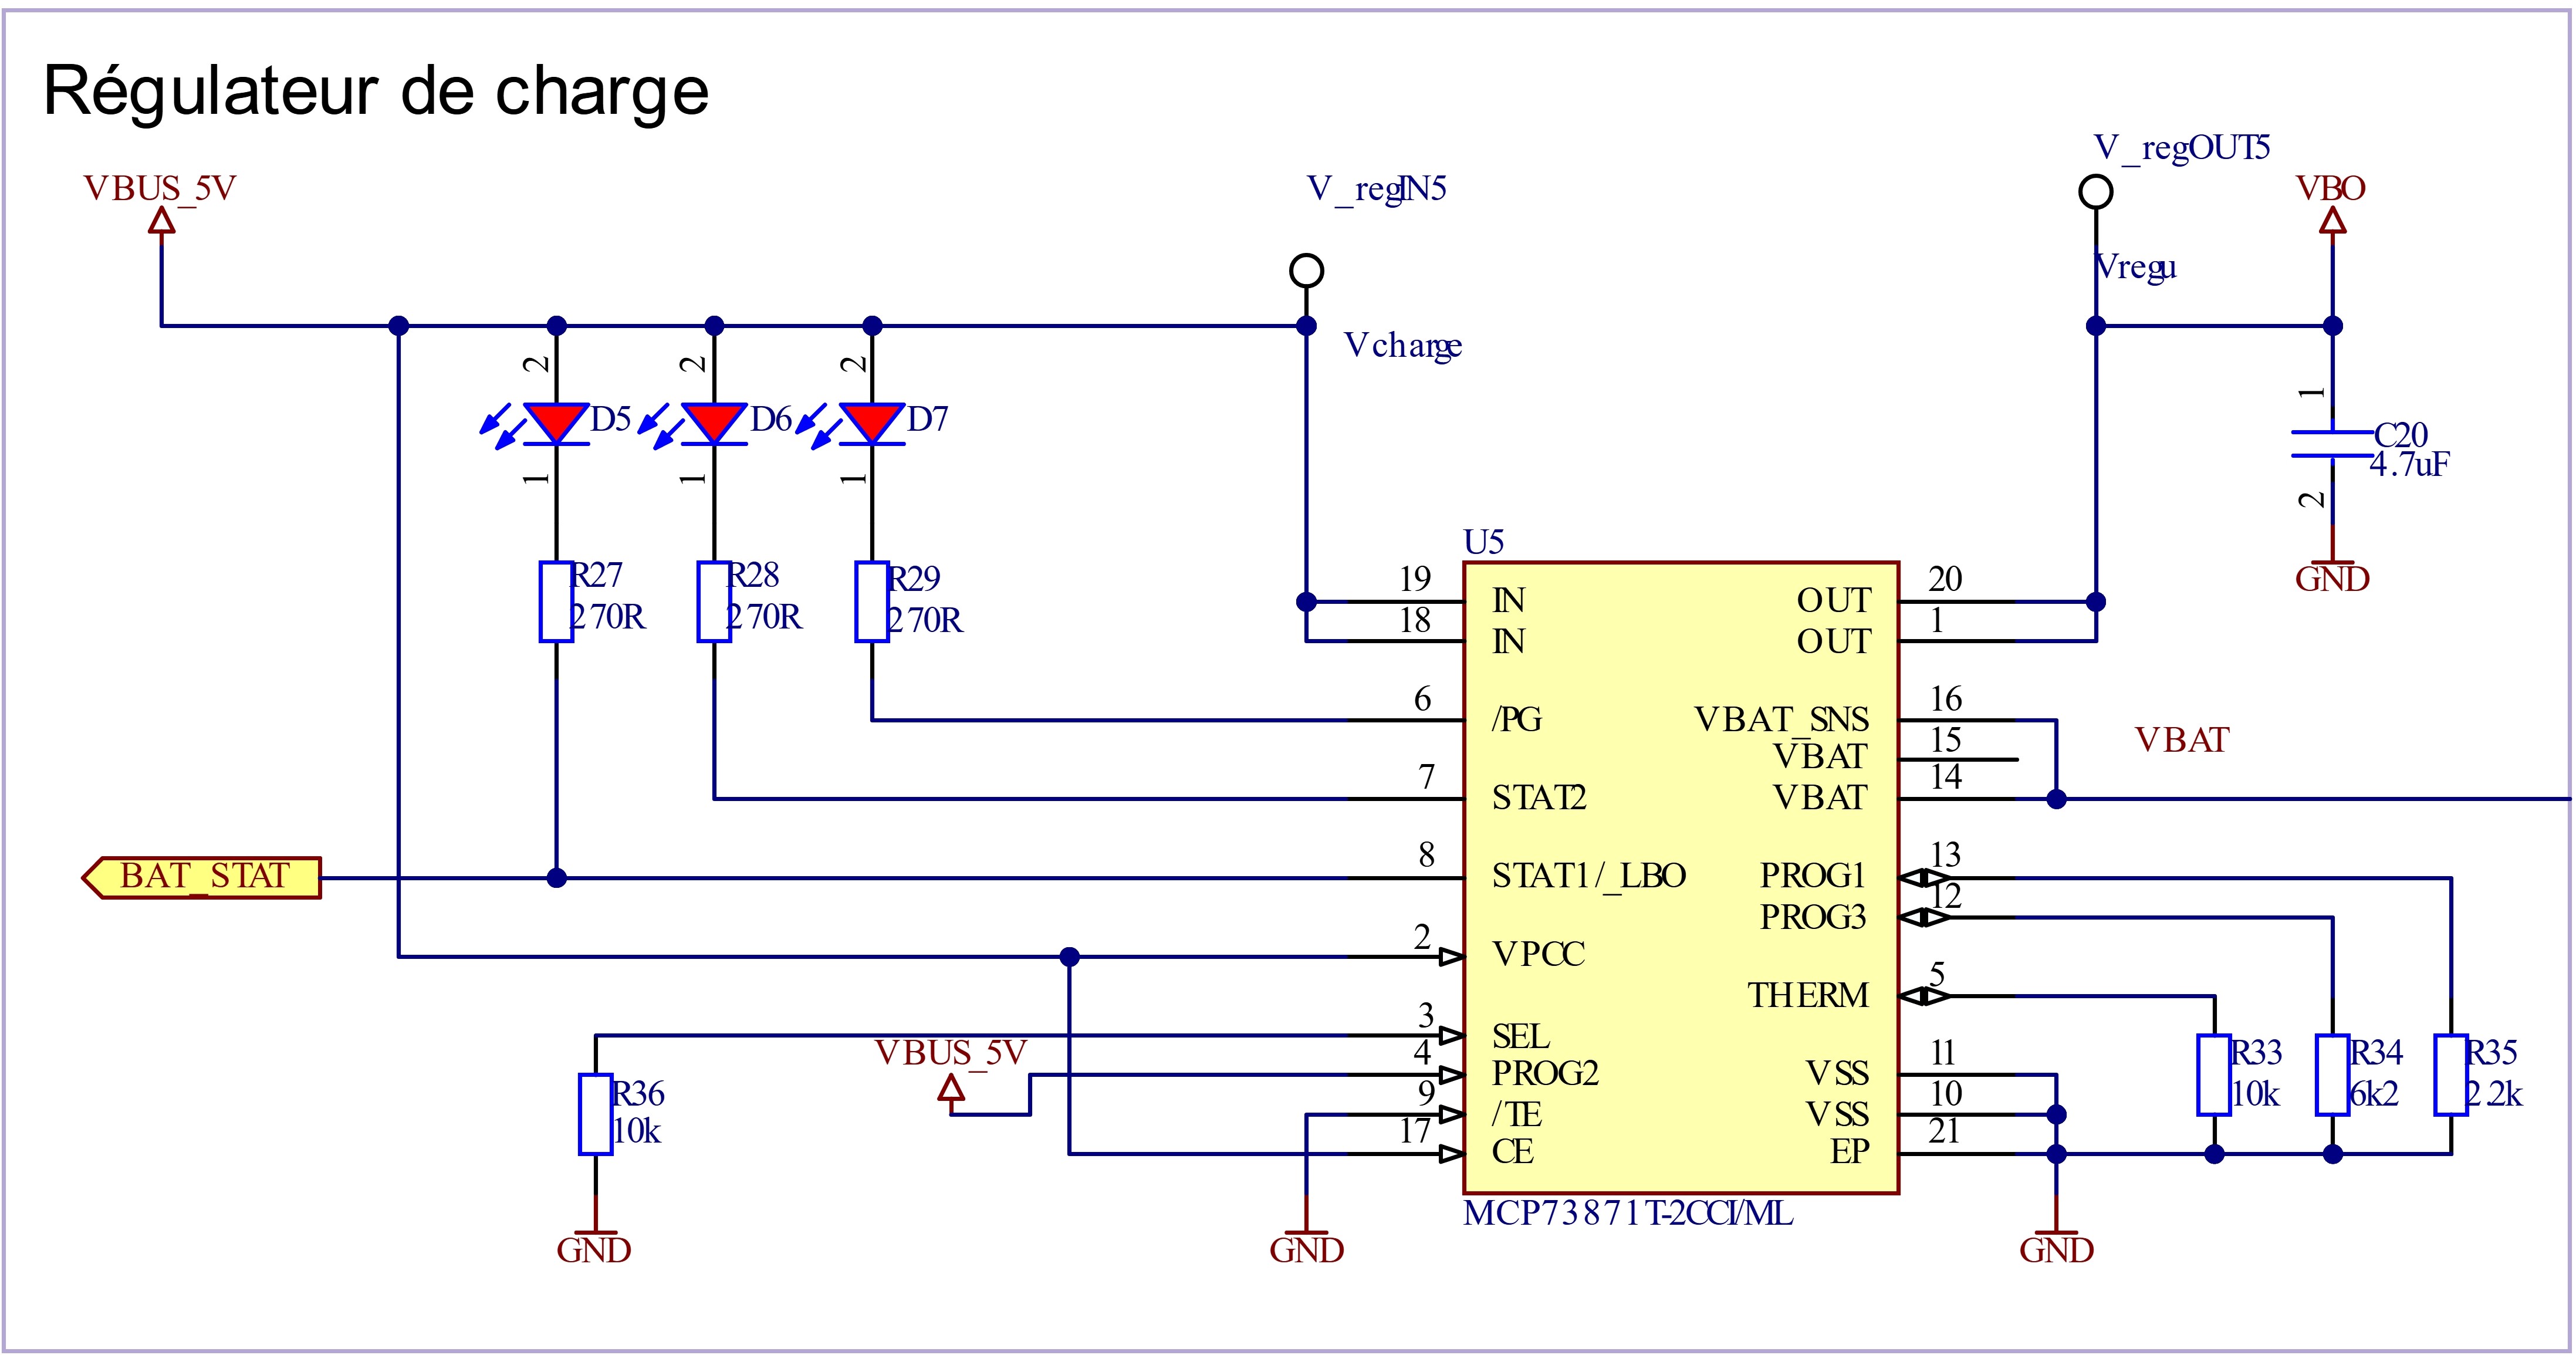 Régulateur de charge
VBUS_5V
V_regIN5
V_regOUT5
VBO
Vregu
Vcharge
2
2
2
D5
D6
D7
1
1
1
1
C20
4.7uF
2
GND
R27
270R
R28
270R
R29
270R
U5
19
IN
OUT
20
18
IN
OUT
1
6
/PG
VBAT_SNS
16
VBAT
15
7
STAT2
VBAT
14
VBAT
BAT_STAT
8
STAT1/_LBO
PROG1
13
PROG3
12
2
VPCC
THERM
5
3
SEL
VBUS_5V
4
PROG2
VSS
11
9
/TE
VSS
10
17
CE
EP
21
R36
10k
R33
10k
R34
6k2
R35
2.2k
MCP73871T-2CCI/ML
GND
GND
GND